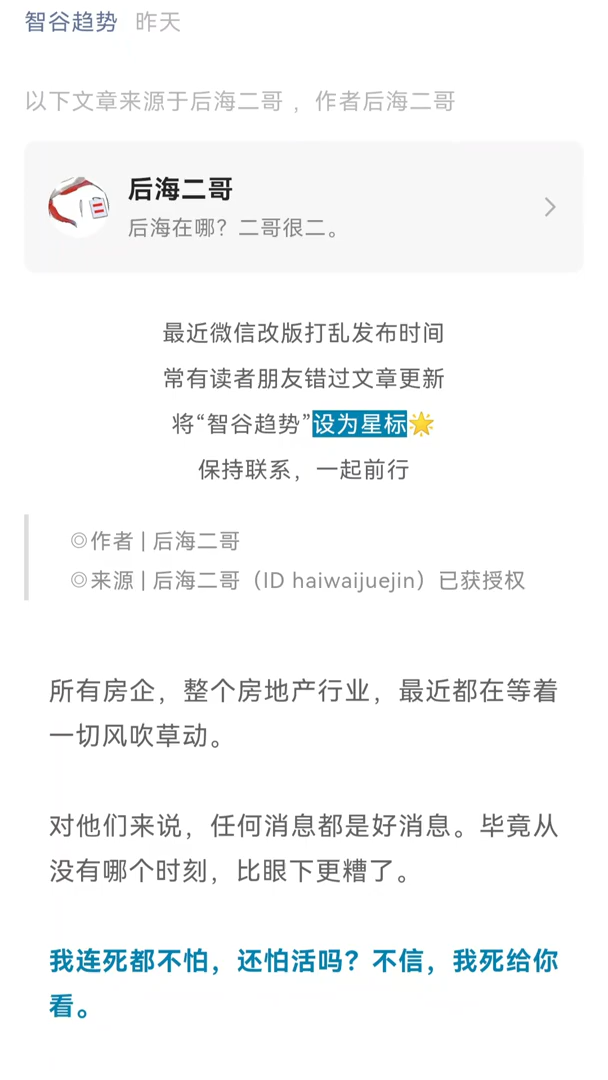 智谷趋势 昨天
以下文章来源于后海二哥 ，作者后海二哥
后海二哥
后海在哪？二哥很二。
最近微信改版打乱发布时间
常有读者朋友错过文章更新
将“智谷趋势”设为星标🌟
保持联系，一起前行
◎作者 | 后海二哥
◎来源 | 后海二哥（ID haiwaijuejin）已获授权
所有房企，整个房地产行业，最近都在等着
一切风吹草动。
对他们来说，任何消息都是好消息。毕竟从
没有哪个时刻，比眼下更糟了。
我连死都不怕，还怕活吗？不信，我死给你
看。